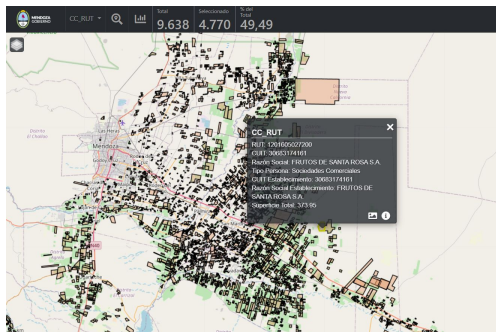 MENDOZA
GOBIERNO
CC_RUT
Total
9.638
Seleccionado
4.770
% del
Total
49,49
Las Heras
Mendoza
CC_RUT
RUT: 1201605027200
CUIT: 30683174161
Razón Social: FRUTOS DE SANTA ROSA S.A.
Tipo Persona: Sociedades Comerciales
CUIT Establecimiento: 30683174161
Razón Social Establecimiento: FRUTOS DE
SANTA ROSA S.A.
Superficie Total: 373.95